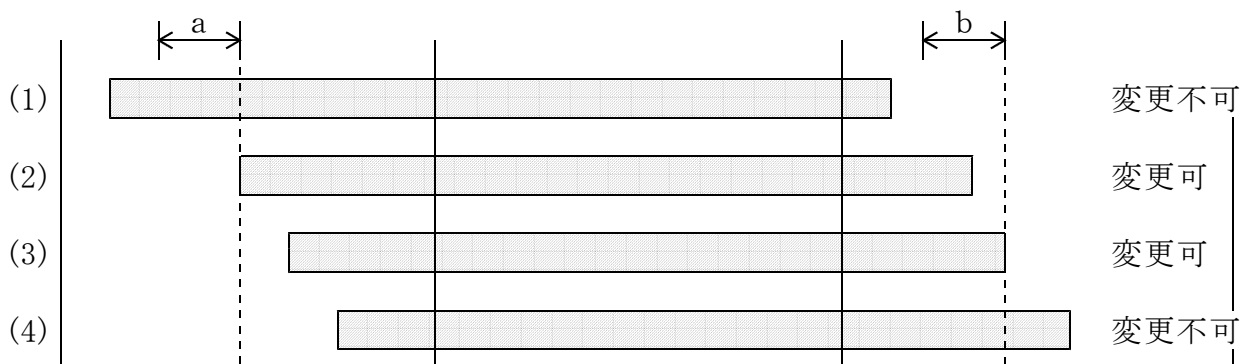 a b
(1) 変更不可
(2) 変更可
(3) 変更可
(4) 変更不可